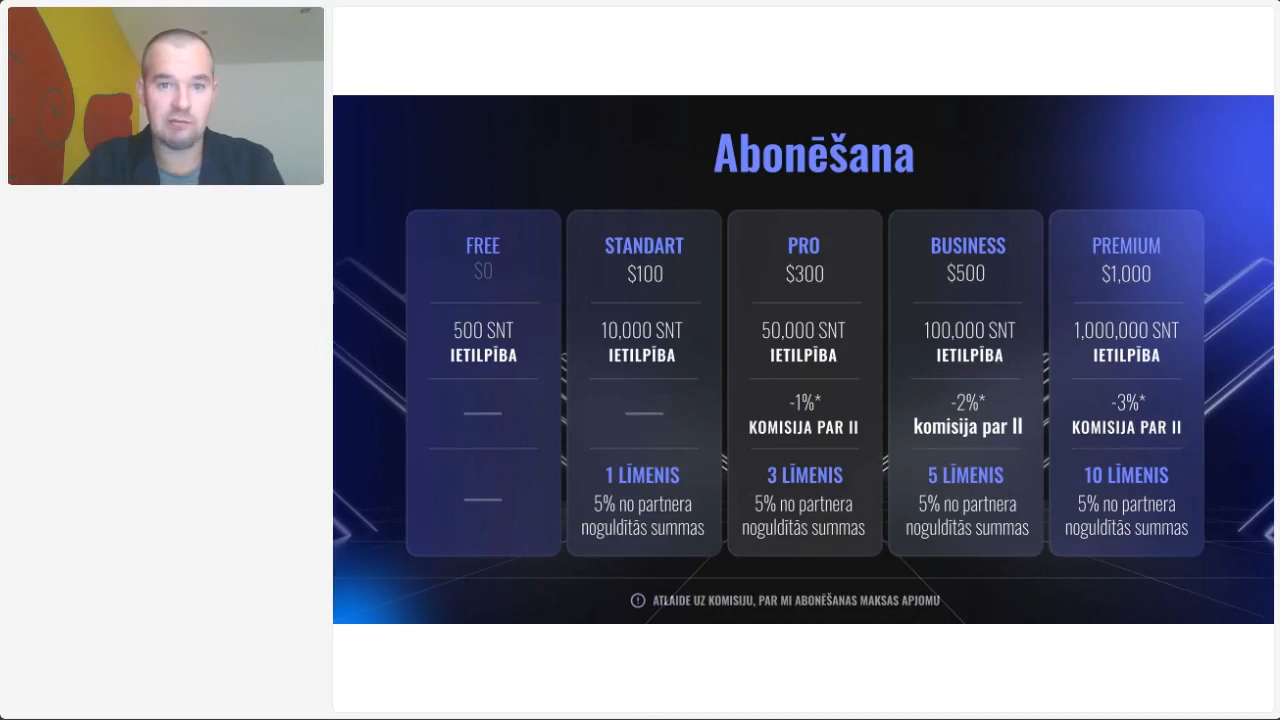 Abonēšana
FREE
$0
500 SNT
IETILPĪBA
STANDART
$100
10,000 SNT
IETILPĪBA
1 LĪMENIS
5% no partnera
noguldītās summas
PRO
$300
50,000 SNT
IETILPĪBA
-1%*
KOMISIJA PAR II
3 LĪMENIS
5% no partnera
noguldītās summas
BUSINESS
$500
100,000 SNT
IETILPĪBA
-2%*
komisija par II
5 LĪMENIS
5% no partnera
noguldītās summas
PREMIUM
$1,000
1,000,000 SNT
IETILPĪBA
-3%*
KOMISIJA PAR II
10 LĪMENIS
5% no partnera
noguldītās summas
ATLAIDE UZ KOMISIJU, PAR MI ABONĒŠANAS MAKSAS APJOMU